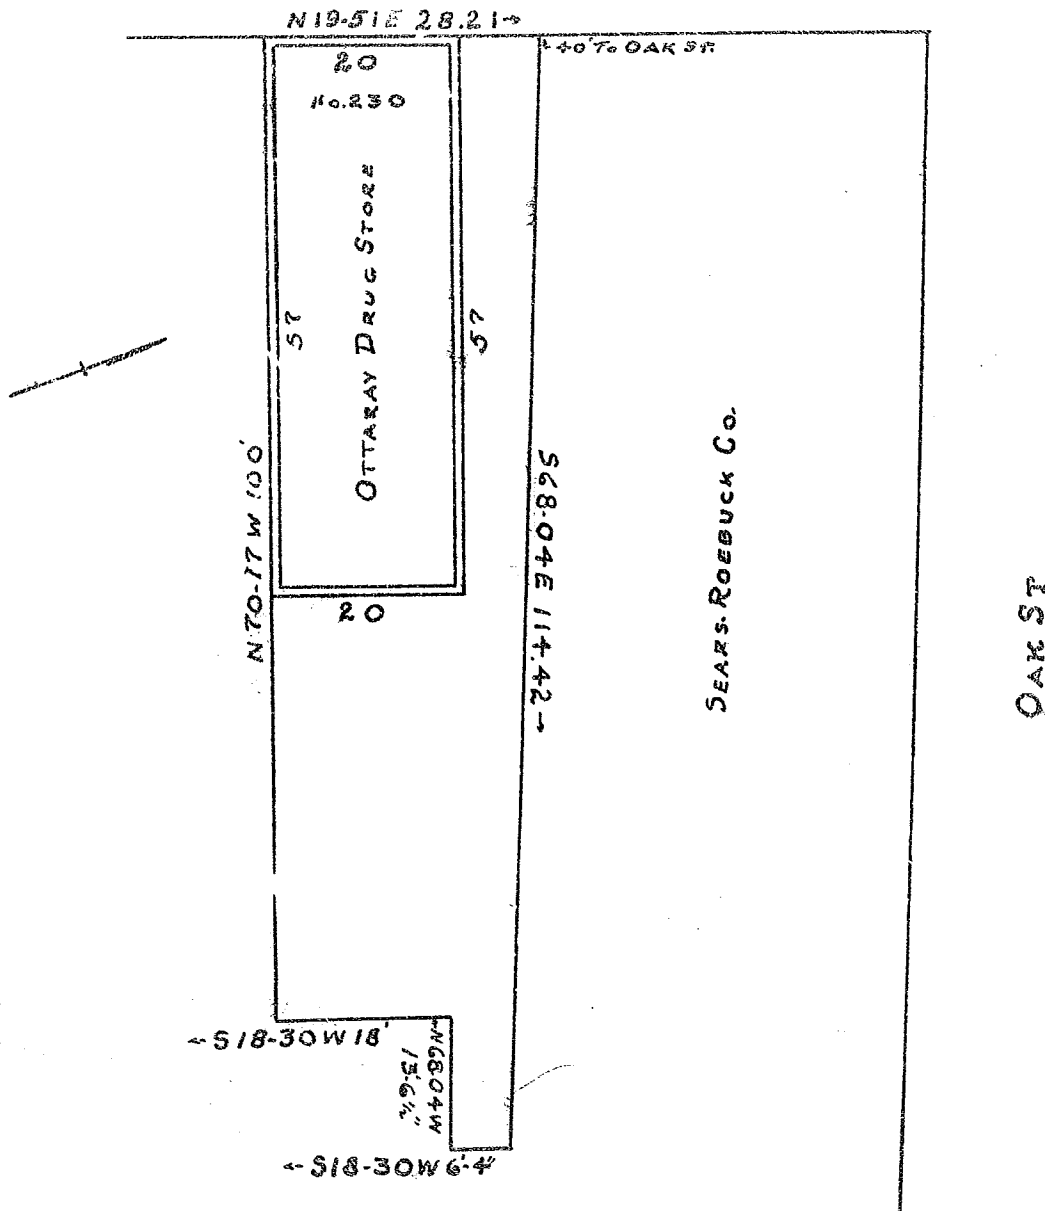 N19-51E 28.21→
40' To OAK ST.
20
No.230
OTTARAY DRUG STORE
57
57
20
N70-17W 100'
S68-04E 114.42→
SEARS-ROEBUCK Co.
OAK ST
←S18-30W 18'
N68-04W
13'6½"
←S18-30W 6'-4"